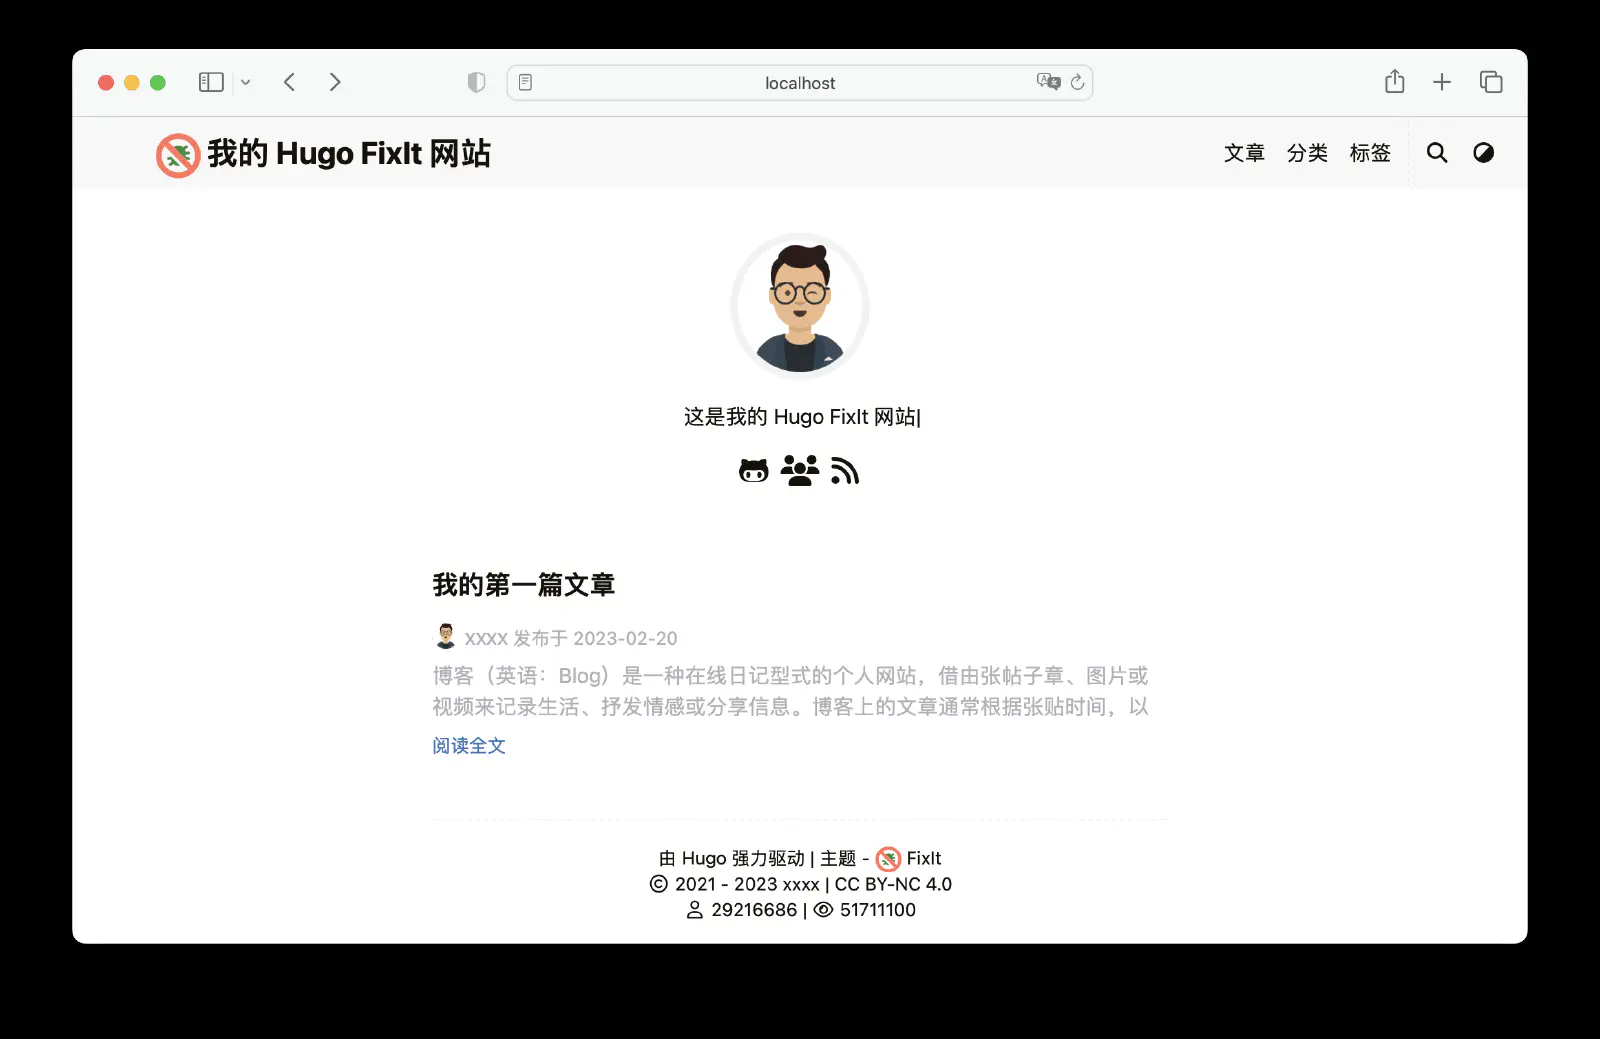 localhost
我的 Hugo FixIt 网站
文章 分类 标签
这是我的 Hugo FixIt 网站|
我的第一篇文章
xxxx 发布于 2023-02-20
博客（英语：Blog）是一种在线日记型式的个人网站，借由张帖子章、图片或
视频来记录生活、抒发情感或分享信息。博客上的文章通常根据张贴时间，以
阅读全文
由 Hugo 强力驱动 | 主题 - FixIt
© 2021 - 2023 xxxx | CC BY-NC 4.0
29216686 | 51711100